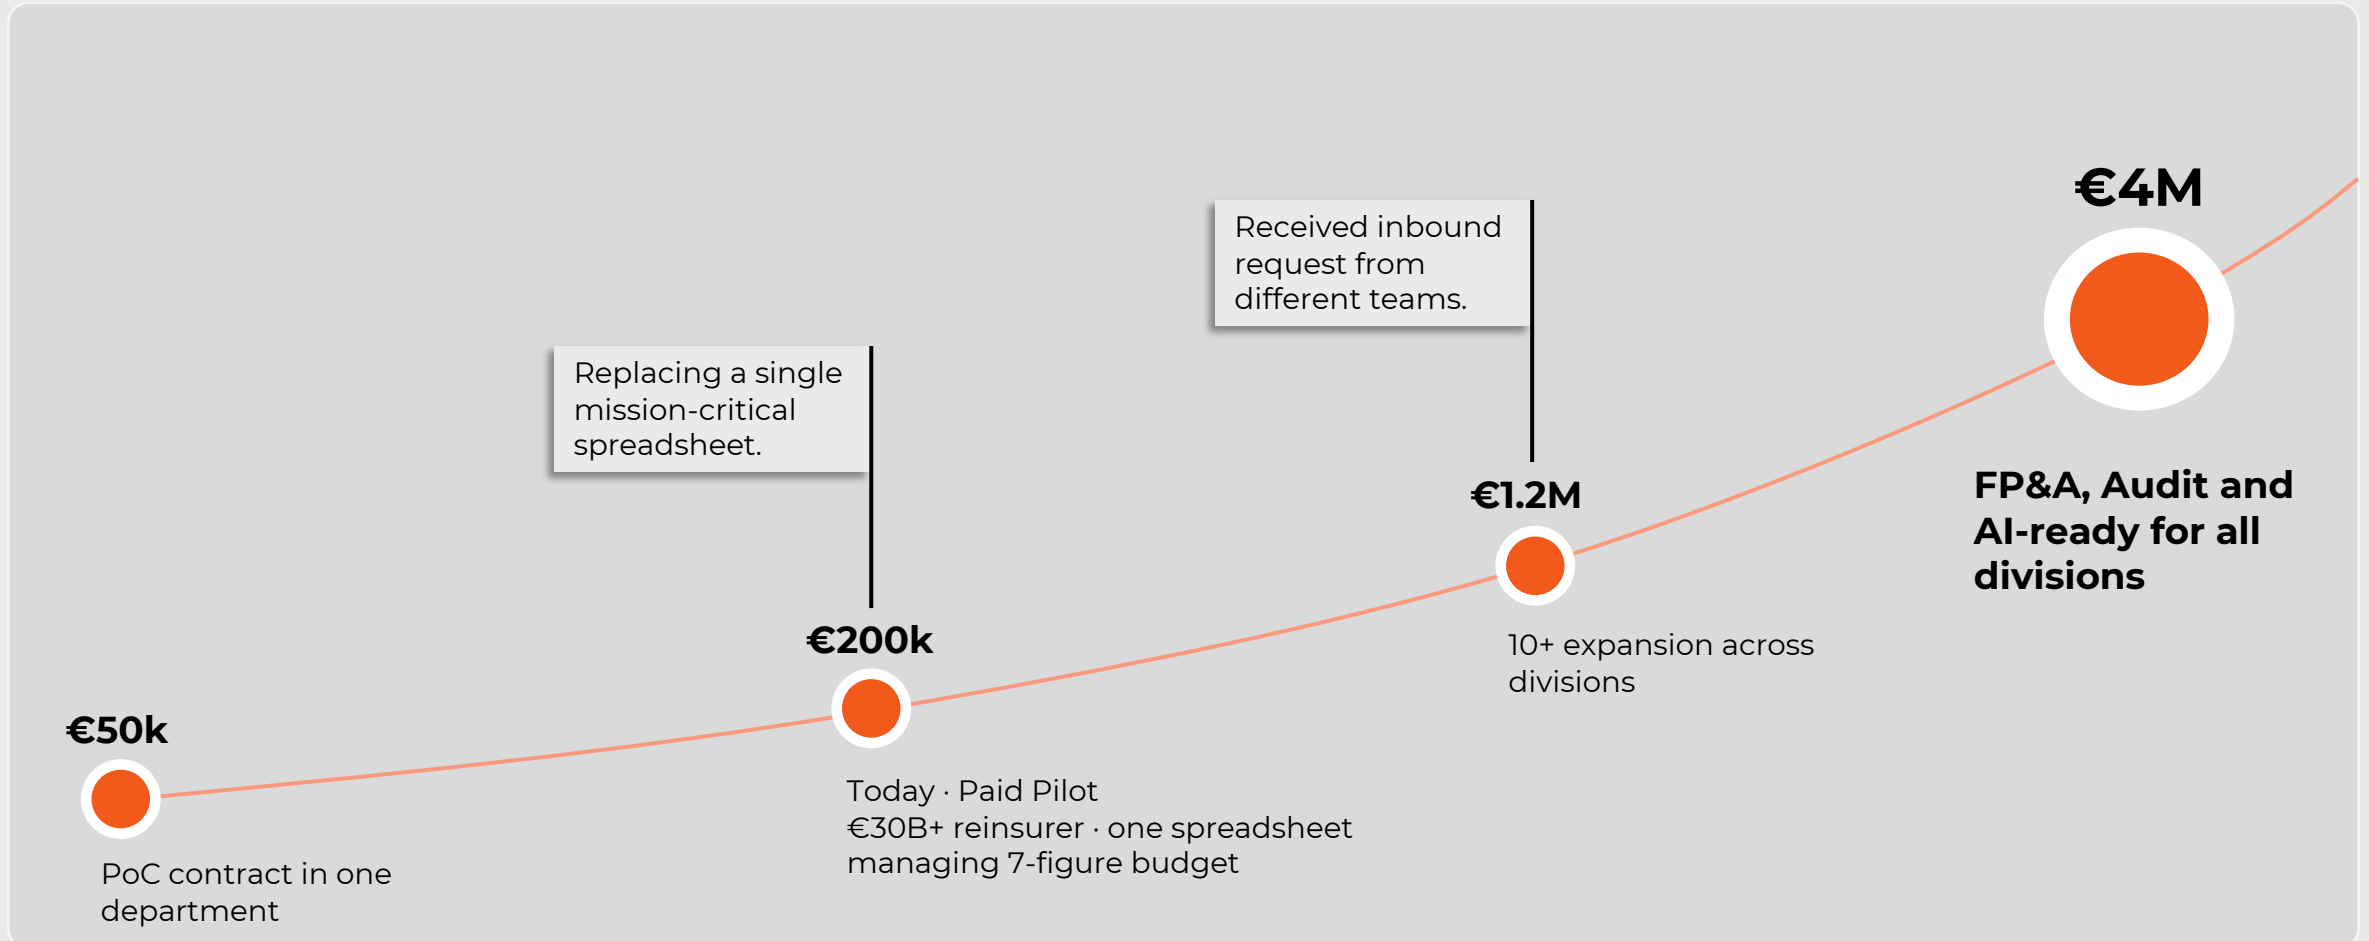 €50k
PoC contract in one
department
Replacing a single
mission-critical
spreadsheet.
€200k
Today · Paid Pilot
€30B+ reinsurer · one spreadsheet
managing 7-figure budget
Received inbound
request from
different teams.
€1.2M
10+ expansion across
divisions
€4M
FP&A, Audit and
AI-ready for all
divisions